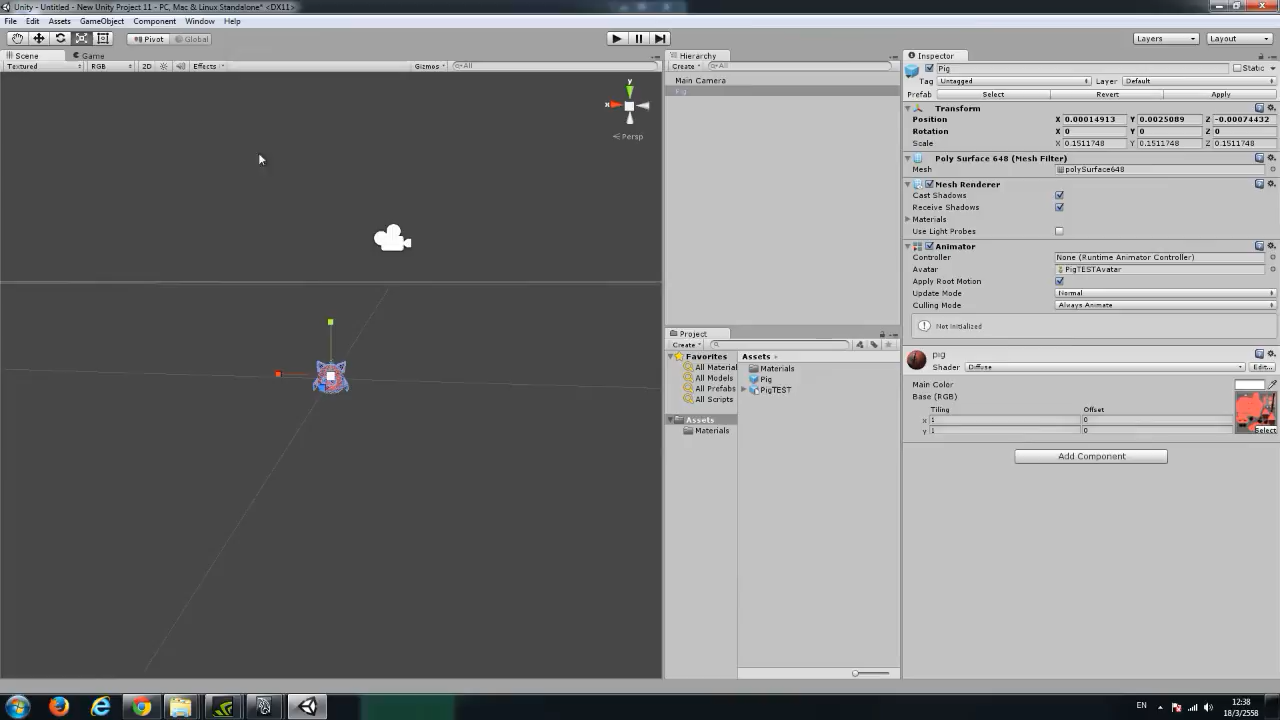 Unity - Untitled - New Unity Project 11 - PC, Mac & Linux Standalone* <DX11>
File Edit Assets GameObject Component Window Help
Pivot Global Layers Layout
Scene Game
Textured RGB 2D Effects Gizmos All
y
x
Persp
Hierarchy
Create All
Main Camera
Pig
Project
Create
Favorites
All Material
All Models
All Prefabs
All Scripts
Assets
Materials
Assets
Materials
Pig
PigTEST
Inspector
Pig Static
Tag Untagged Layer Default
Prefab Select Revert Apply
Transform
Position X 0.00014913 Y 0.0025089 Z -0.00074432
Rotation X 0 Y 0 Z 0
Scale X 0.1511748 Y 0.1511748 Z 0.1511748
Poly Surface 648 (Mesh Filter)
Mesh polySurface648
Mesh Renderer
Cast Shadows
Receive Shadows
Materials
Use Light Probes
Animator
Controller None (Runtime Animator Controller)
Avatar PigTESTAvatar
Apply Root Motion
Update Mode Normal
Culling Mode Always Animate
Not Initialized
pig
Shader Diffuse Edit...
Main Color
Base (RGB)
Tiling Offset
x 1 0
y 1 0
Select
Add Component
EN 12:38
18/3/2558